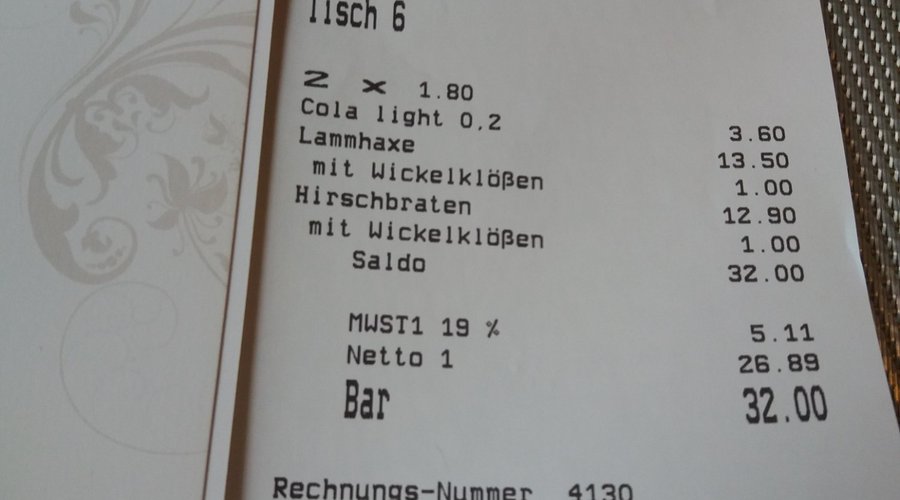 Tisch 6
2 x 1.80
Cola light 0,2 3.60
Lammhaxe 13.50
mit Wickelklößen 1.00
Hirschbraten 12.90
mit Wickelklößen 1.00
Saldo 32.00
MWST1 19 % 5.11
Netto 1 26.89
Bar 32.00
Rechnungs-Nummer 4130